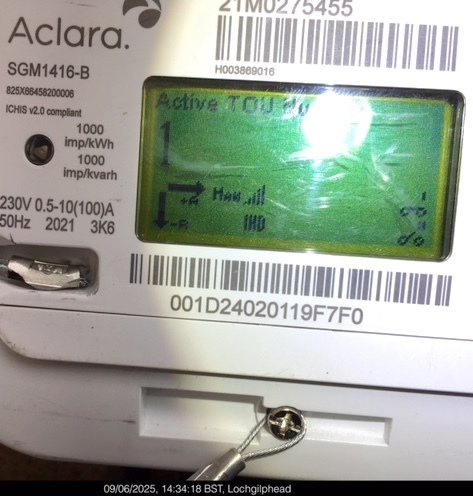 21M0275455
Aclara.
H003869016
SGM1416-B
825X66458200006
ICHIS v2.0 compliant
1000
imp/kWh
1000
imp/kvarh
230V 0.5-10(100)A
50Hz 2021 3K6
Active TOU
1
+A
-R
HAN
IHD
001D24020119F7F0
09/06/2025, 14:34:18 BST, Lochgilphead